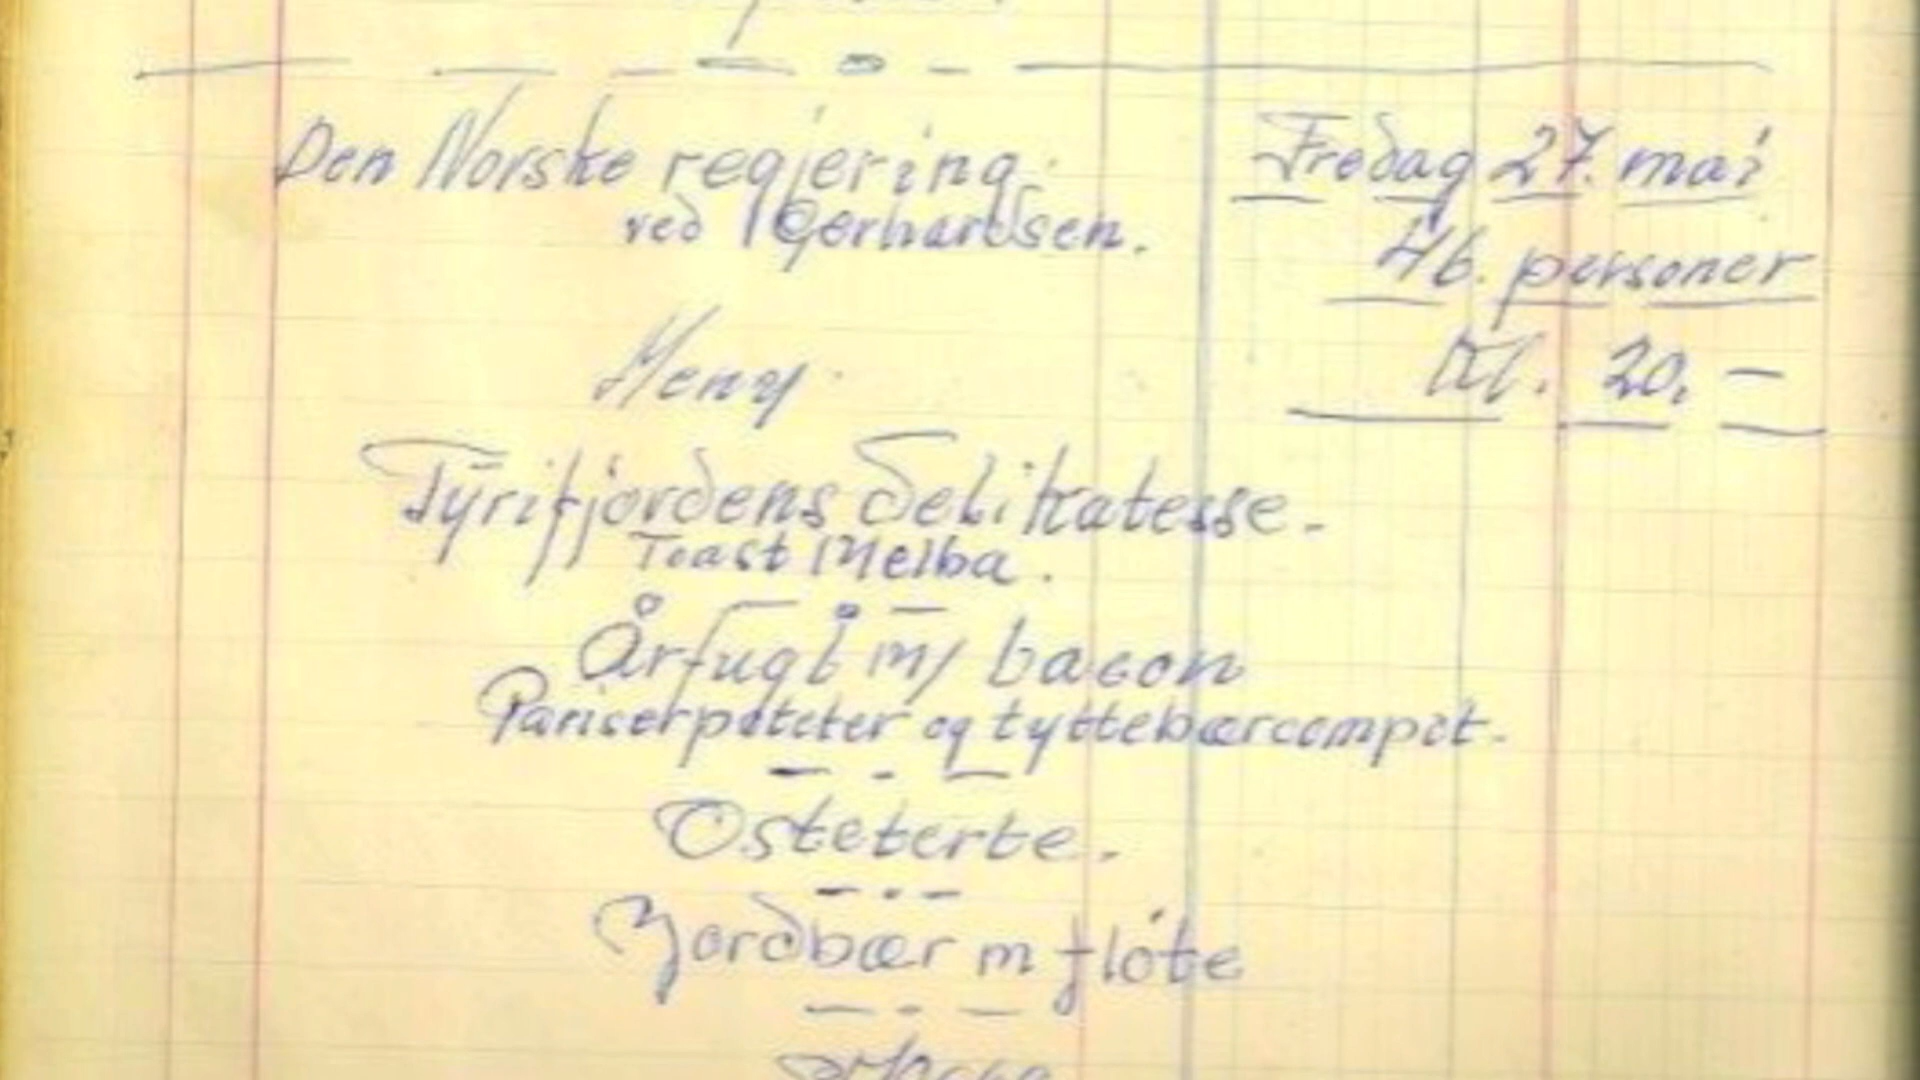 Den Norske regjering
ved Gerhardsen.
Fredag 27. mai
46. personer
Kl. 20. –
Meny
Tyrifjordens delikatesse.
Toast Melba.
Årfugl m/ bacon
Pariserpoteter og tyttebærcompot.
Osteterte.
Jordbær m fløte